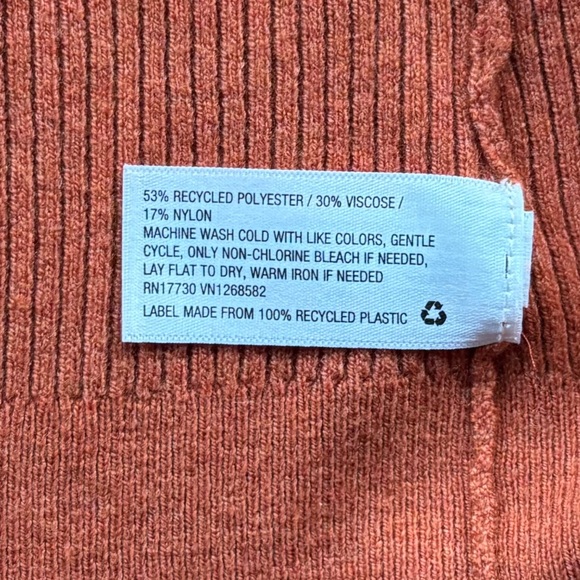 53% RECYCLED POLYESTER / 30% VISCOSE /
17% NYLON
MACHINE WASH COLD WITH LIKE COLORS, GENTLE
CYCLE, ONLY NON-CHLORINE BLEACH IF NEEDED,
LAY FLAT TO DRY, WARM IRON IF NEEDED
RN17730 VN1268582
LABEL MADE FROM 100% RECYCLED PLASTIC